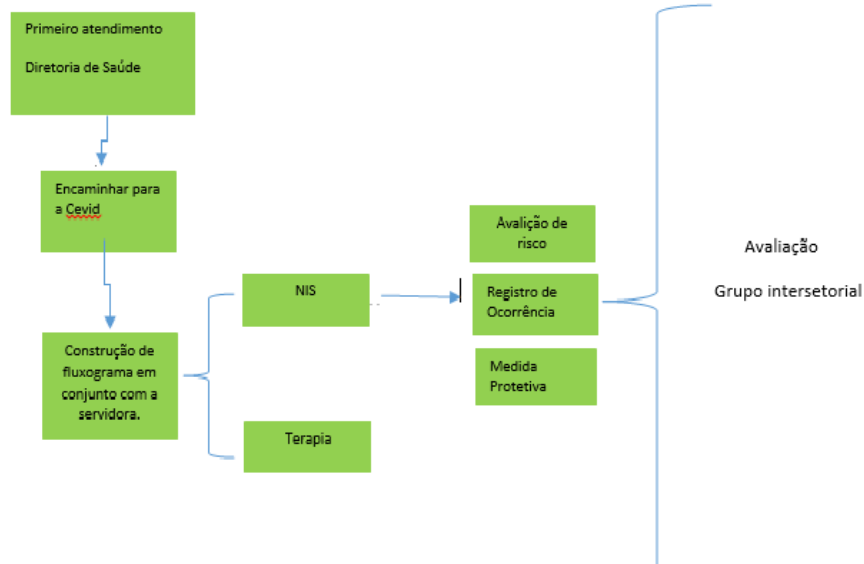 Primeiro atendimento
Diretoria de Saúde
Encaminhar para
a Cevid
Construção de
fluxograma em
conjunto com a
servidora.
NIS
Terapia
Avalição de
risco
Registro de
Ocorrência
Medida
Protetiva
Avaliação
Grupo intersetorial